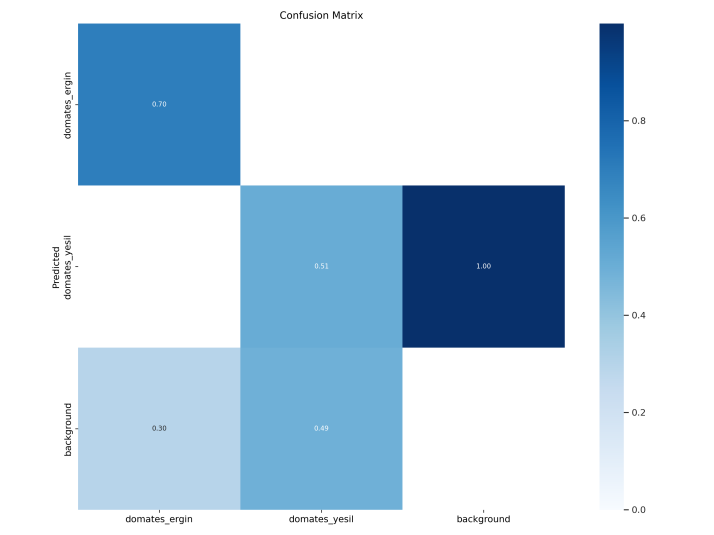 Confusion Matrix
domates_ergin
0.70
Predicted
domates_yesil
0.51
1.00
background
0.30
0.49
domates_ergin
domates_yesil
background
0.8
0.6
0.4
0.2
0.0